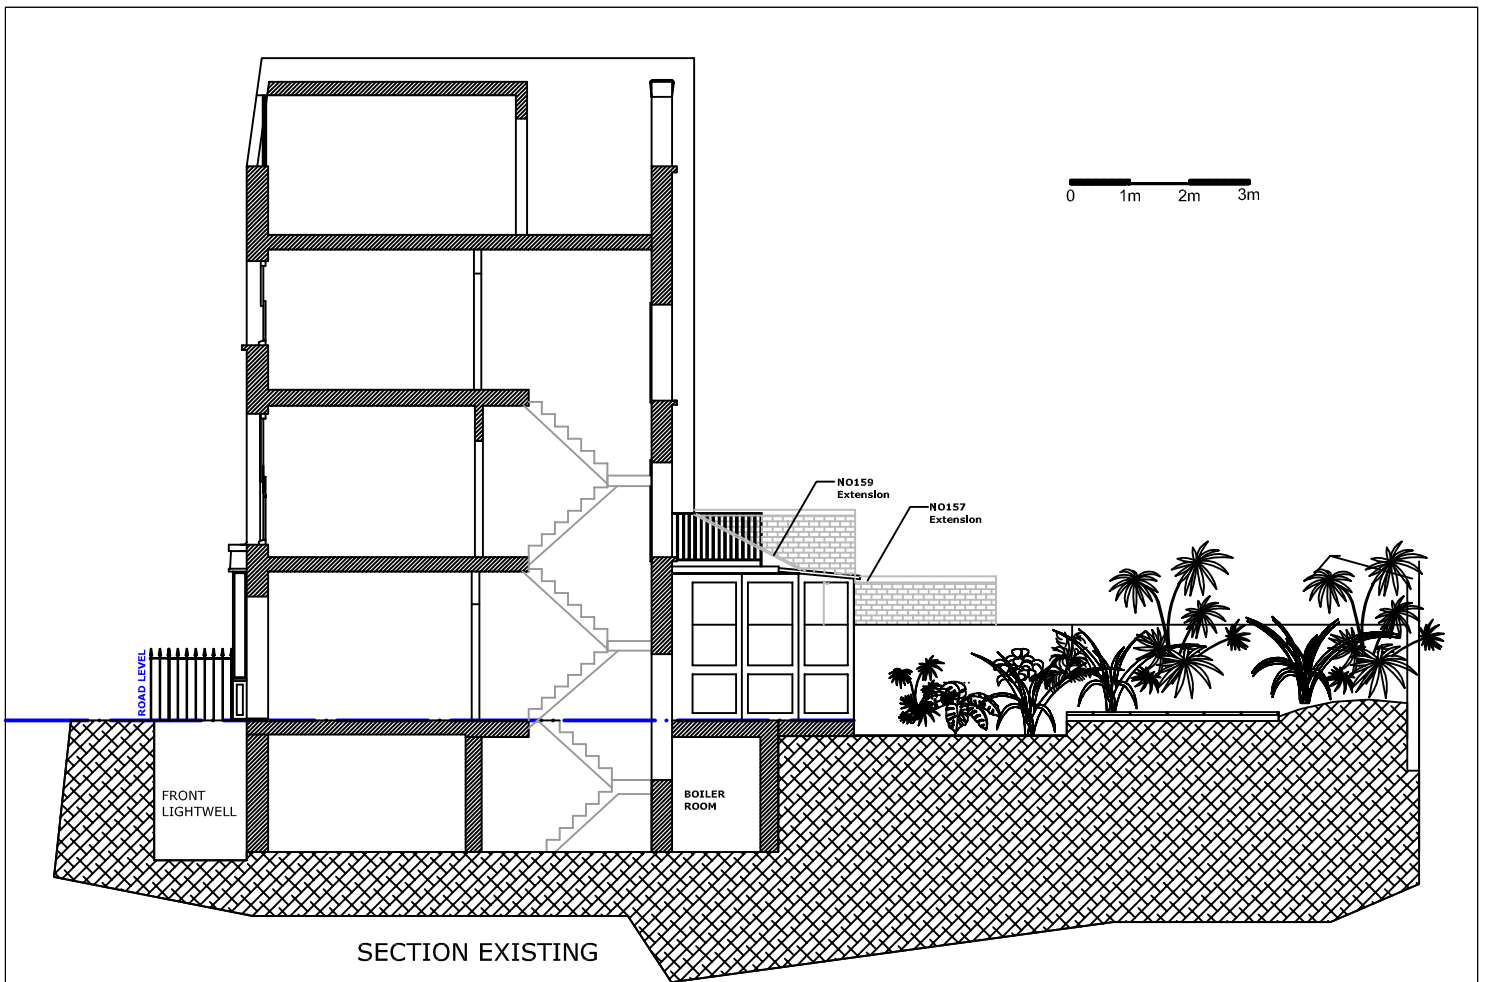 0 1m 2m 3m
NO159
Extension
NO157
Extension
ROAD LEVEL
FRONT
LIGHTWELL
BOILER
ROOM
SECTION EXISTING